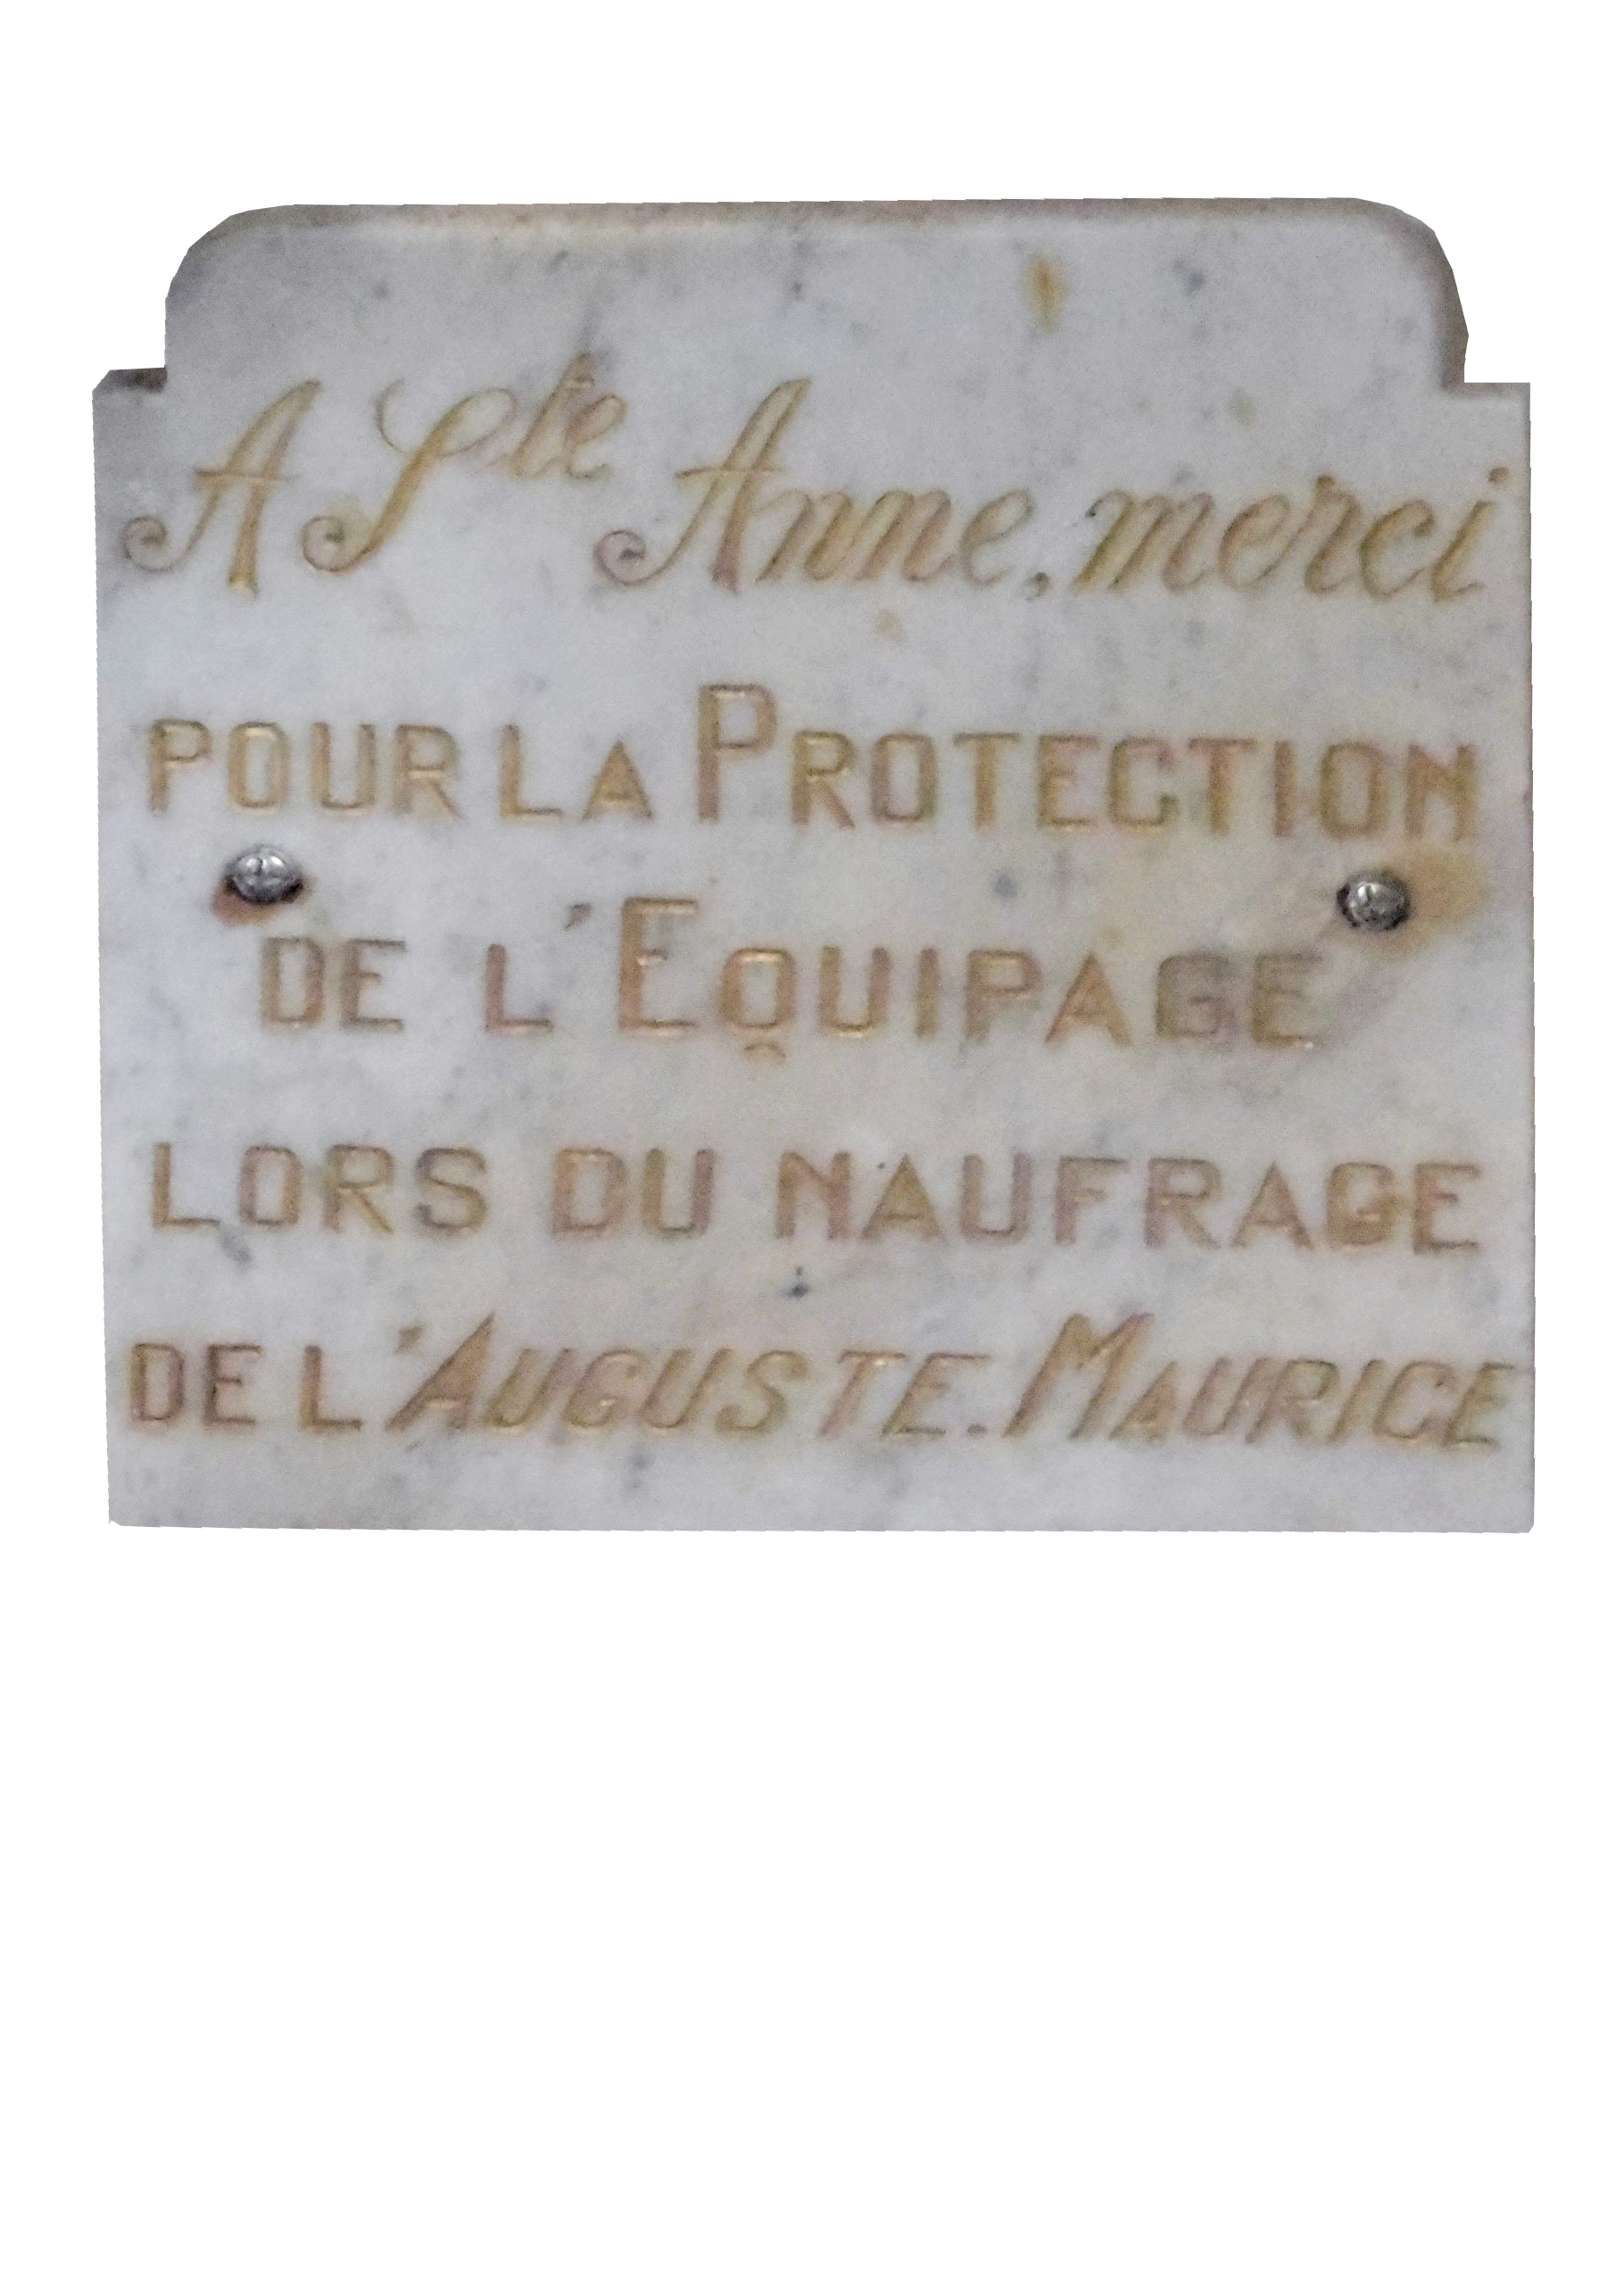 A Ste Anne, merci
POUR LA PROTECTION
DE L'EQUIPAGE
LORS DU NAUFRAGE
DE L'AUGUSTE-MAURICE